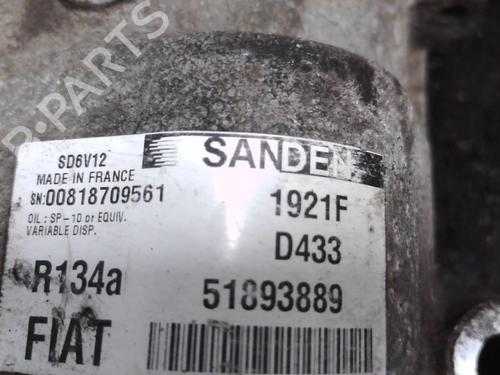 B-PARTS
SD6V12
MADE IN FRANCE
SN:00818709561
OIL : SP-10 or EQUIV.
VARIABLE DISP.
R134a
FIAT
SANDEN
1921F
D433
51893889